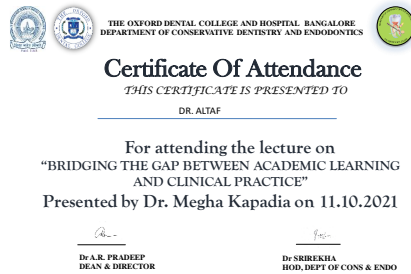 THE OXFORD DENTAL COLLEGE AND HOSPITAL BANGALORE
DEPARTMENT OF CONSERVATIVE DENTISTRY AND ENDODONTICS
Certificate Of Attendance
THIS CERTIFICATE IS PRESENTED TO
DR. ALTAF
For attending the lecture on
“BRIDGING THE GAP BETWEEN ACADEMIC LEARNING
AND CLINICAL PRACTICE”
Presented by Dr. Megha Kapadia on 11.10.2021
Dr A.R. PRADEEP
DEAN & DIRECTOR
Dr SRIREKHA
HOD, DEPT OF CONS & ENDO